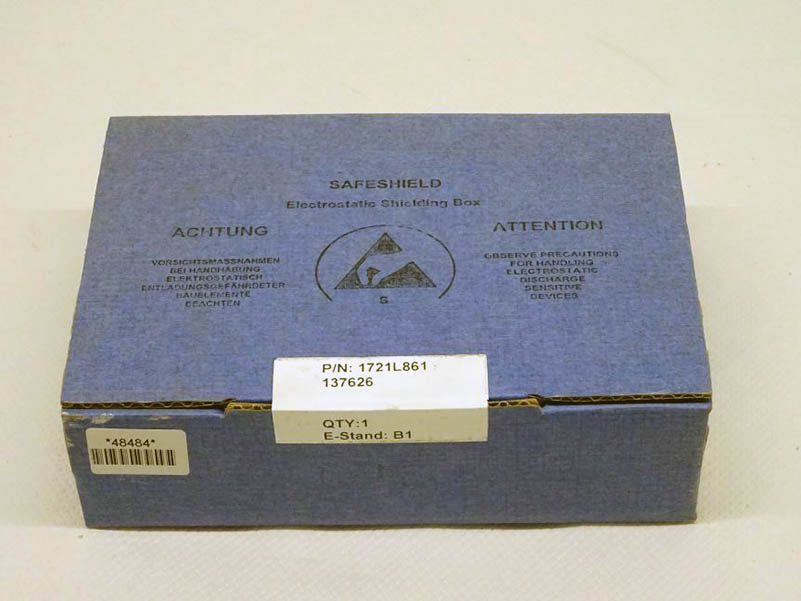 SAFESHIELD
Electrostatic Shielding Box
ACHTUNG
VORSICHTSMASSNAHMEN
BEI HANDHABUNG
ELEKTROSTATISCH
ENTLADUNGSGEFÄHRDETER
BAUELEMENTE
BEACHTEN
S
ATTENTION
OBSERVE PRECAUTIONS
FOR HANDLING
ELECTROSTATIC
DISCHARGE
SENSITIVE
DEVICES
P/N: 1721L861
137626
QTY:1
E-Stand: B1
*48484*